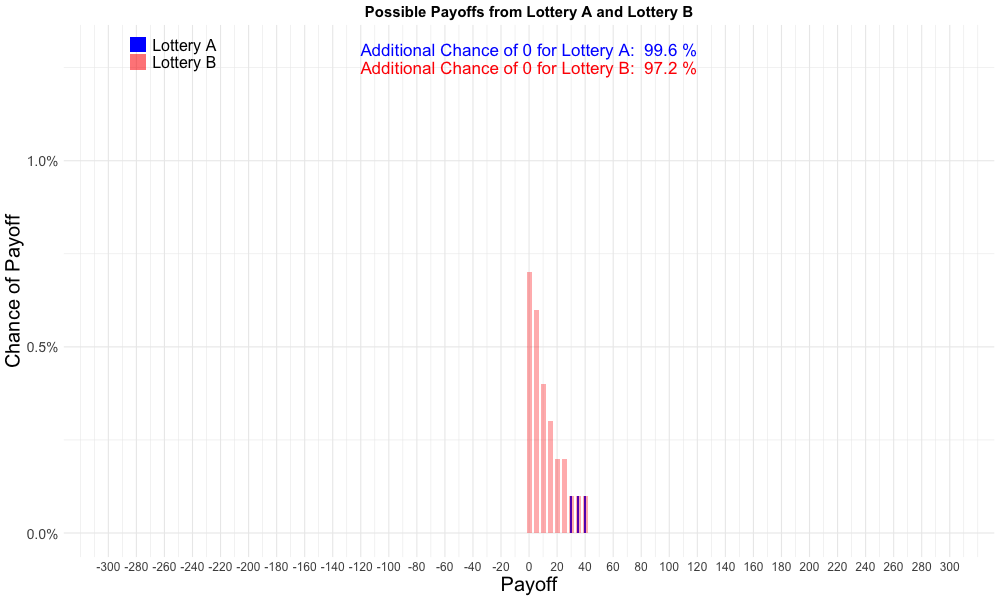 Possible Payoffs from Lottery A and Lottery B
Lottery A
Lottery B
Additional Chance of 0 for Lottery A:  99.6 %
Additional Chance of 0 for Lottery B:  97.2 %
Chance of Payoff
1.0%
0.5%
0.0%
-300 -280 -260 -240 -220 -200 -180 -160 -140 -120 -100 -80 -60 -40 -20 0 20 40 60 80 100 120 140 160 180 200 220 240 260 280 300
Payoff